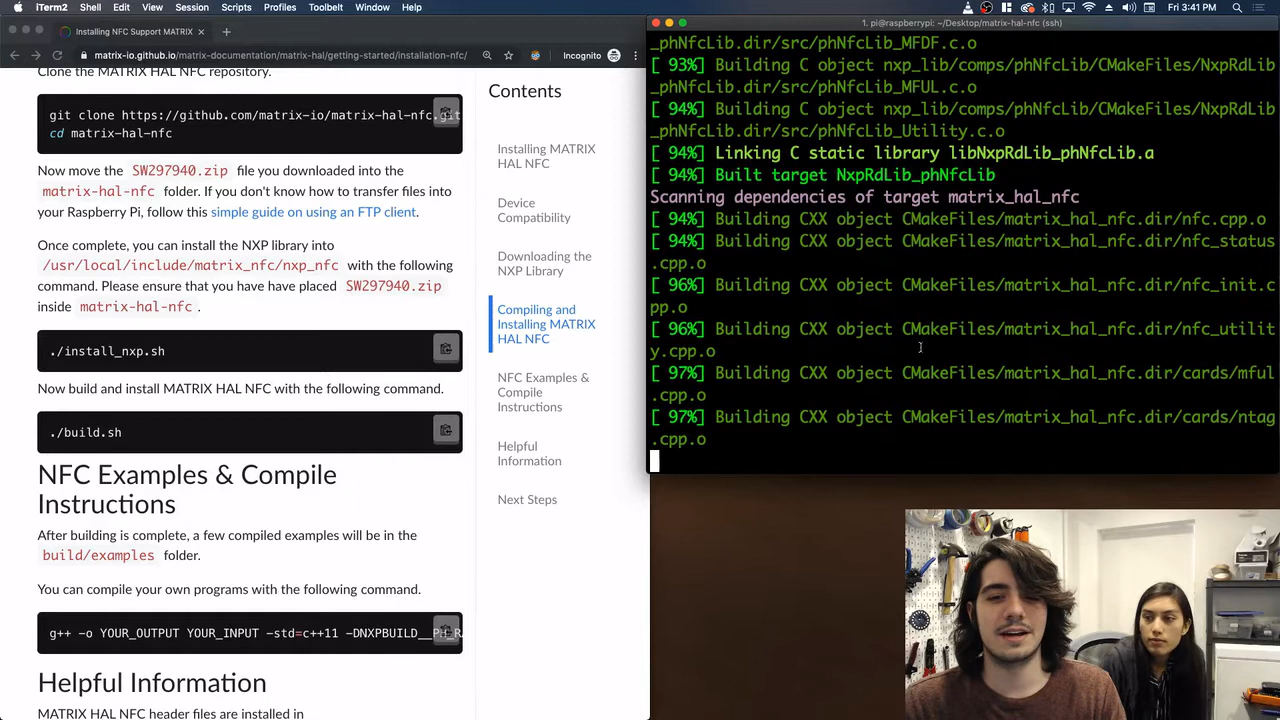 iTerm2 Shell Edit View Session Scripts Profiles Toolbelt Window Help
Fri 3:41 PM
Installing NFC Support MATRIX
1. pi@raspberrypi: ~/Desktop/matrix-hal-nfc (ssh)
matrix-io.github.io/matrix-documentation/matrix-hal/getting-started/installation-nfc/
Incognito
Clone the MATRIX HAL NFC repository.
git clone https://github.com/matrix-io/matrix-hal-nfc.git
cd matrix-hal-nfc
Now move the SW297940.zip file you downloaded into the
matrix-hal-nfc folder. If you don't know how to transfer files into
your Raspberry Pi, follow this simple guide on using an FTP client.
Once complete, you can install the NXP library into
/usr/local/include/matrix_nfc/nxp_nfc with the following
command. Please ensure that you have have placed SW297940.zip
inside matrix-hal-nfc .
./install_nxp.sh
Now build and install MATRIX HAL NFC with the following command.
./build.sh
NFC Examples & Compile
Instructions
After building is complete, a few compiled examples will be in the
build/examples folder.
You can compile your own programs with the following command.
g++ -o YOUR_OUTPUT YOUR_INPUT -std=c++11 -DNXPBUILD__PH_RA
Helpful Information
MATRIX HAL NFC header files are installed in
Contents
Installing MATRIX
HAL NFC
Device
Compatibility
Downloading the
NXP Library
Compiling and
Installing MATRIX
HAL NFC
NFC Examples &
Compile
Instructions
Helpful
Information
Next Steps
_phNfcLib.dir/src/phNfcLib_MFDF.c.o
[ 93%] Building C object nxp_lib/comps/phNfcLib/CMakeFiles/NxpRdLib
_phNfcLib.dir/src/phNfcLib_MFUL.c.o
[ 94%] Building C object nxp_lib/comps/phNfcLib/CMakeFiles/NxpRdLib
_phNfcLib.dir/src/phNfcLib_Utility.c.o
[ 94%] Linking C static library libNxpRdLib_phNfcLib.a
[ 94%] Built target NxpRdLib_phNfcLib
Scanning dependencies of target matrix_hal_nfc
[ 94%] Building CXX object CMakeFiles/matrix_hal_nfc.dir/nfc.cpp.o
[ 94%] Building CXX object CMakeFiles/matrix_hal_nfc.dir/nfc_status
.cpp.o
[ 96%] Building CXX object CMakeFiles/matrix_hal_nfc.dir/nfc_init.c
pp.o
[ 96%] Building CXX object CMakeFiles/matrix_hal_nfc.dir/nfc_utilit
y.cpp.o
[ 97%] Building CXX object CMakeFiles/matrix_hal_nfc.dir/cards/mful
.cpp.o
[ 97%] Building CXX object CMakeFiles/matrix_hal_nfc.dir/cards/ntag
.cpp.o